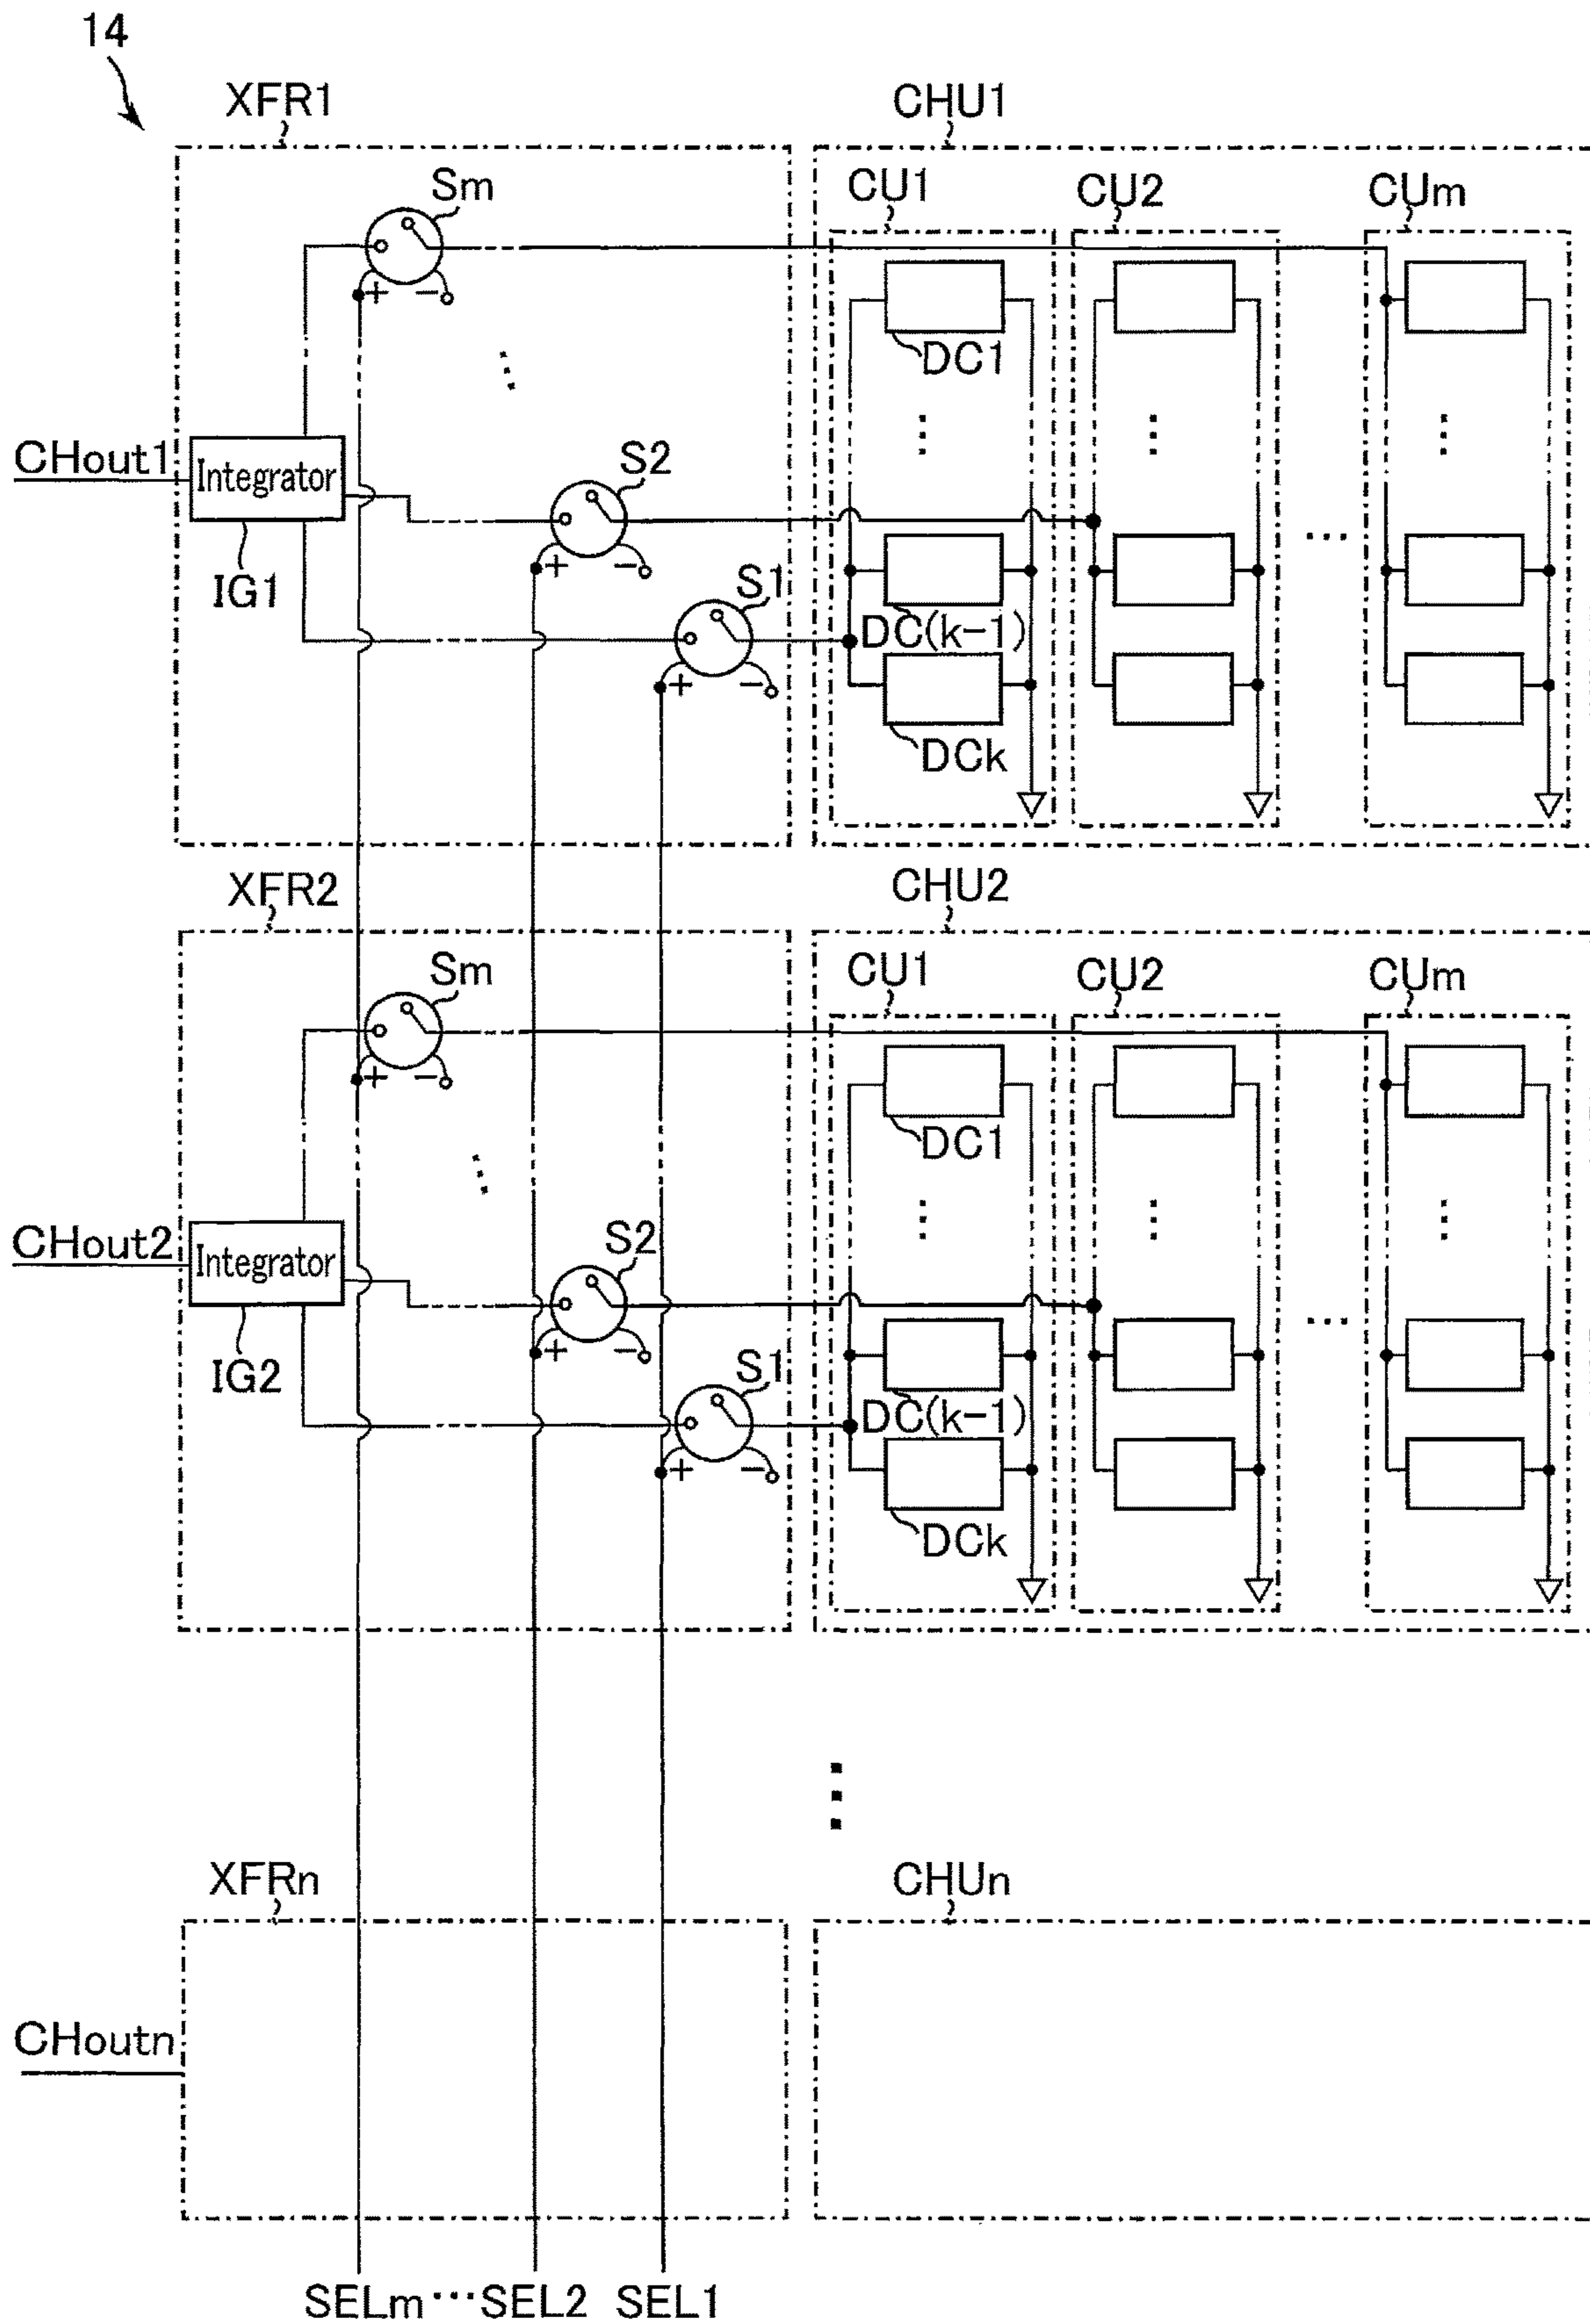 14
XFR1
CHU1
Sm
CU1
CU2
CUm
+
−
DC1
⋱
⋮
⋮
⋮
CHout1
Integrator
S2
IG1
+
−
S1
DC(k-1)
…
+
−
DCk
XFR2
CHU2
Sm
CU1
CU2
CUm
+
−
DC1
⋱
⋮
⋮
⋮
CHout2
Integrator
S2
IG2
+
−
S1
DC(k-1)
…
+
−
DCk
⋮
XFRn
CHUn
CHoutn
SELm ⋯ SEL2 SEL1